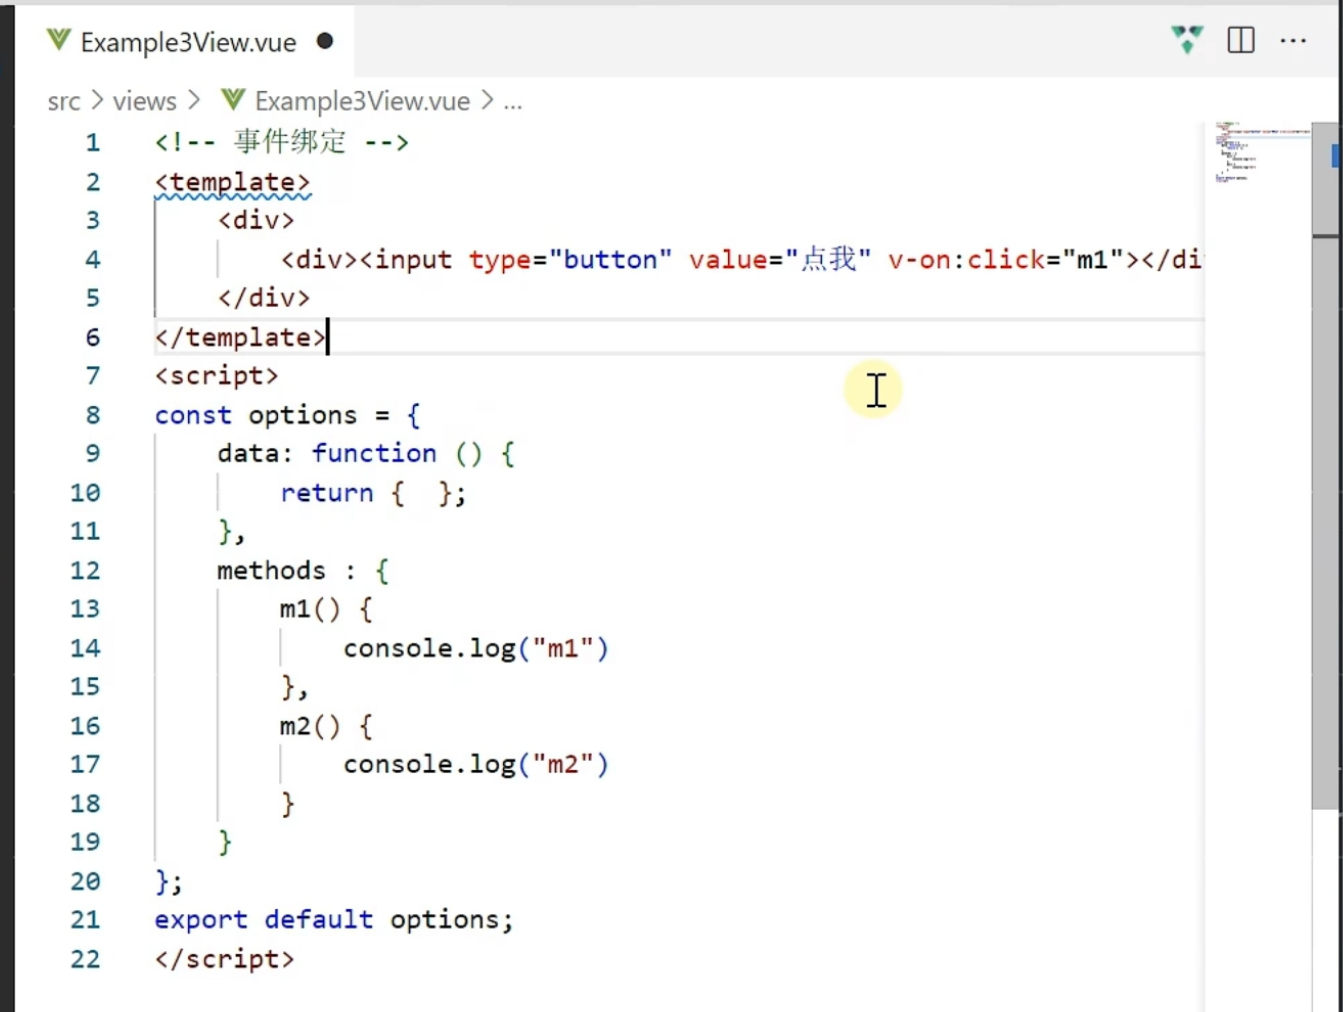 Example3View.vue ●
src > views > Example3View.vue > ...
1 <!-- 事件绑定 -->
2 <template>
3     <div>
4         <div><input type="button" value="点我" v-on:click="m1"></di
5     </div>
6 </template>
7 <script>
8 const options = {
9     data: function () {
10         return {  };
11     },
12     methods : {
13         m1() {
14             console.log("m1")
15         },
16         m2() {
17             console.log("m2")
18         }
19     }
20 };
21 export default options;
22 </script>